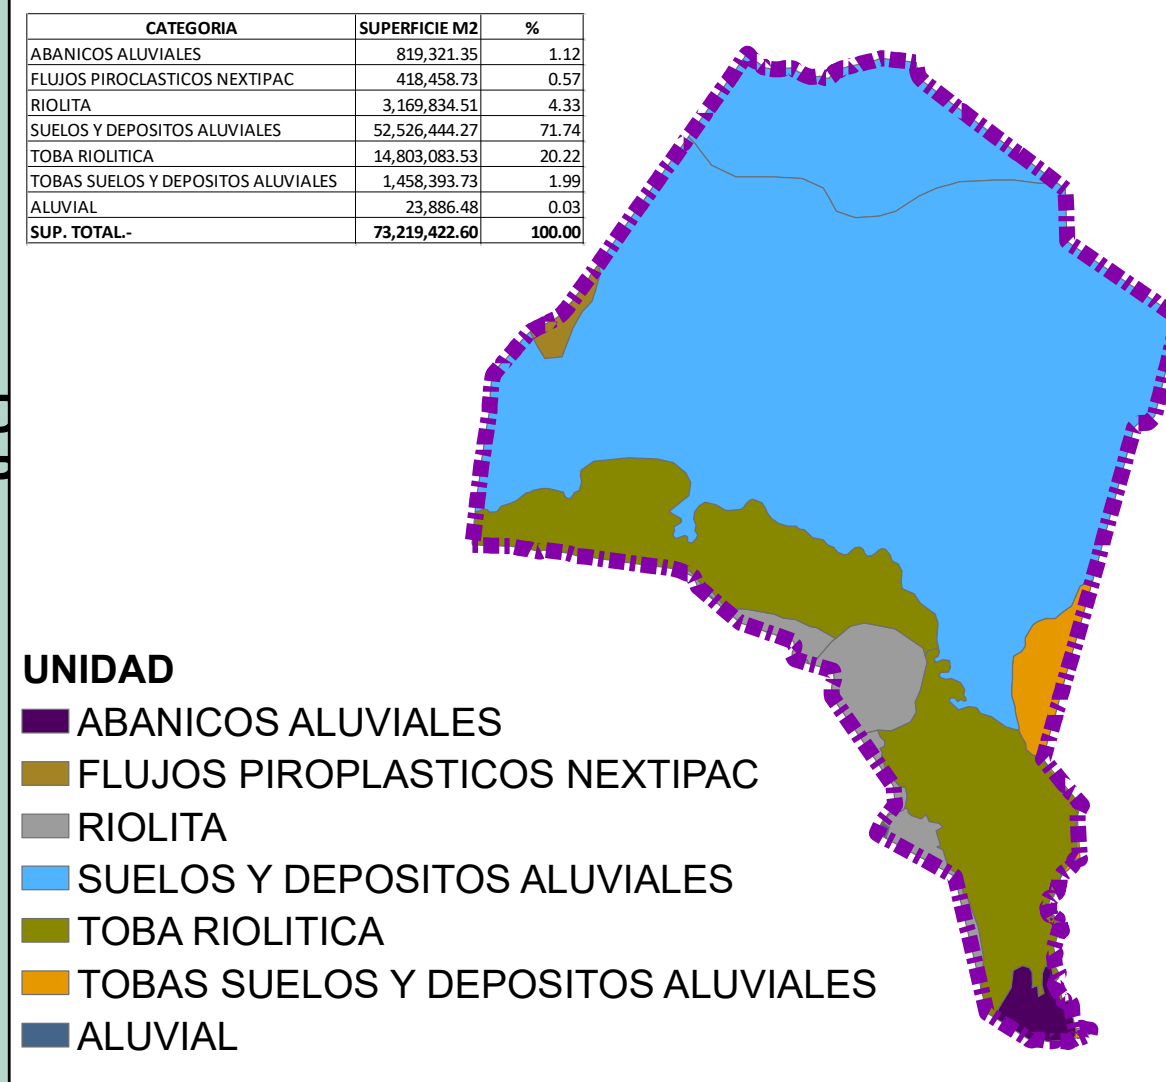 CATEGORIA SUPERFICIE M2 %
ABANICOS ALUVIALES 819,321.35 1.12
FLUJOS PIROCLASTICOS NEXTIPAC 418,458.73 0.57
RIOLITA 3,169,834.51 4.33
SUELOS Y DEPOSITOS ALUVIALES 52,526,444.27 71.74
TOBA RIOLITICA 14,803,083.53 20.22
TOBAS SUELOS Y DEPOSITOS ALUVIALES 1,458,393.73 1.99
ALUVIAL 23,886.48 0.03
SUP. TOTAL.- 73,219,422.60 100.00
UNIDAD
ABANICOS ALUVIALES
FLUJOS PIROPLASTICOS NEXTIPAC
RIOLITA
SUELOS Y DEPOSITOS ALUVIALES
TOBA RIOLITICA
TOBAS SUELOS Y DEPOSITOS ALUVIALES
ALUVIAL